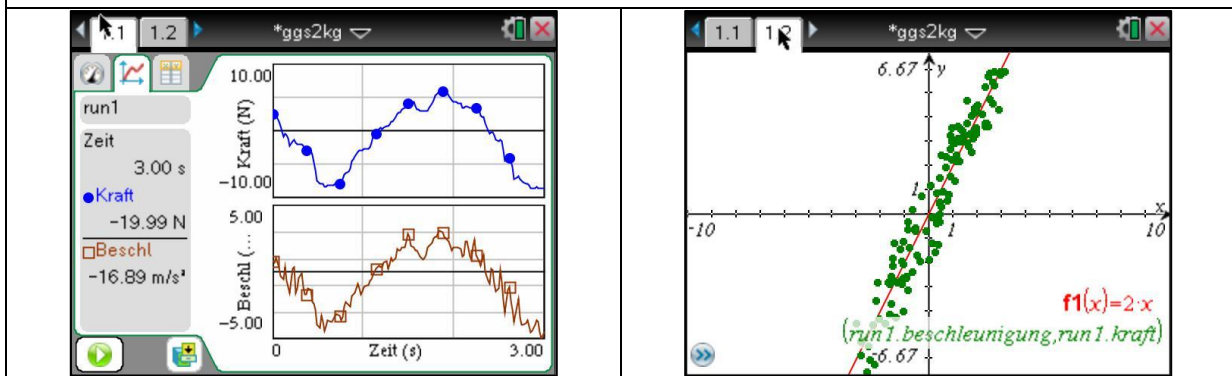 1.1 1.2 *ggs2kg
run1
Zeit
3.00 s
Kraft
-19.99 N
Beschl
-16.89 m/s²
10.00
Kraft (N)
-10.00
5.00
Beschl (...
-5.00
0 Zeit (s) 3.00
1.1 1.2 *ggs2kg
6.67 y
1
x
-10 1 10
f1(x)=2·x
(run1.beschleunigung,run1.kraft)
-6.67